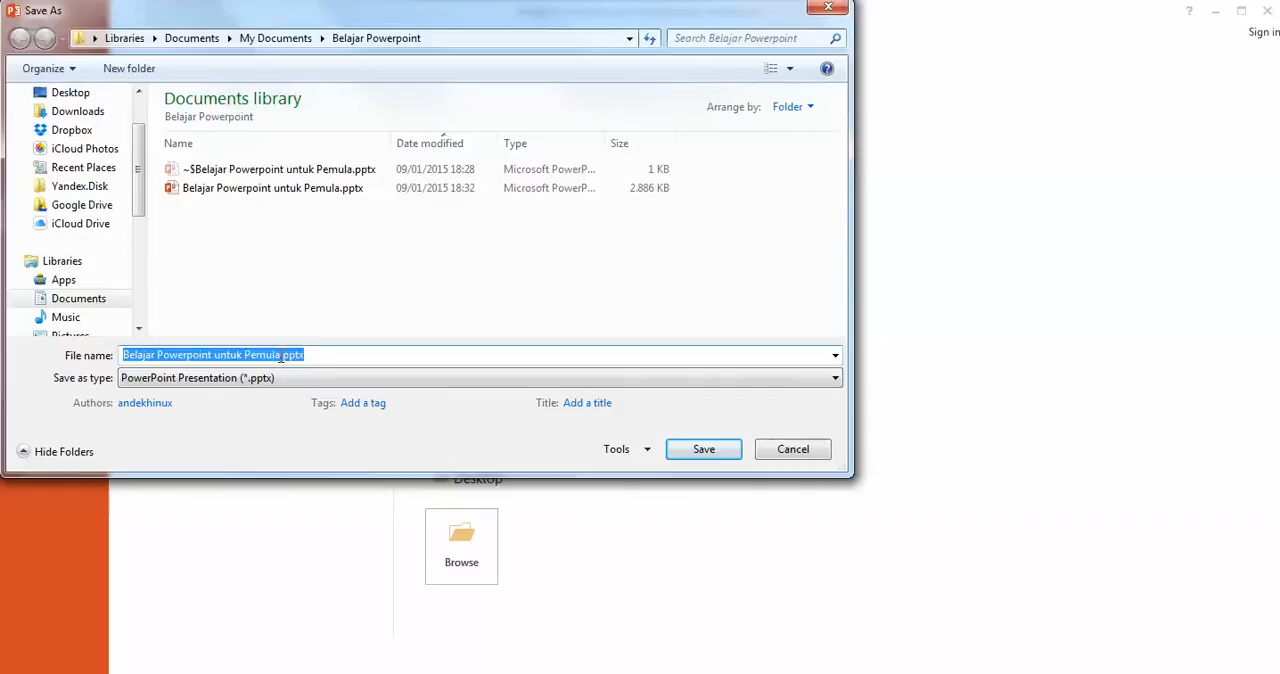 Save As
Sign in
Libraries Documents My Documents Belajar Powerpoint
Search Belajar Powerpoint
Organize New folder
Desktop
Downloads
Dropbox
iCloud Photos
Recent Places
Yandex.Disk
Google Drive
iCloud Drive
Libraries
Apps
Documents
Music
Pictures
Documents library
Belajar Powerpoint
Arrange by: Folder
Name Date modified Type Size
~$Belajar Powerpoint untuk Pemula.pptx 09/01/2015 18:28 Microsoft PowerP... 1 KB
Belajar Powerpoint untuk Pemula.pptx 09/01/2015 18:32 Microsoft PowerP... 2.886 KB
File name: Belajar Powerpoint untuk Pemula.pptx
Save as type: PowerPoint Presentation (*.pptx)
Authors: andekhinux Tags: Add a tag Title: Add a title
Hide Folders Tools Save Cancel
Desktop
Browse